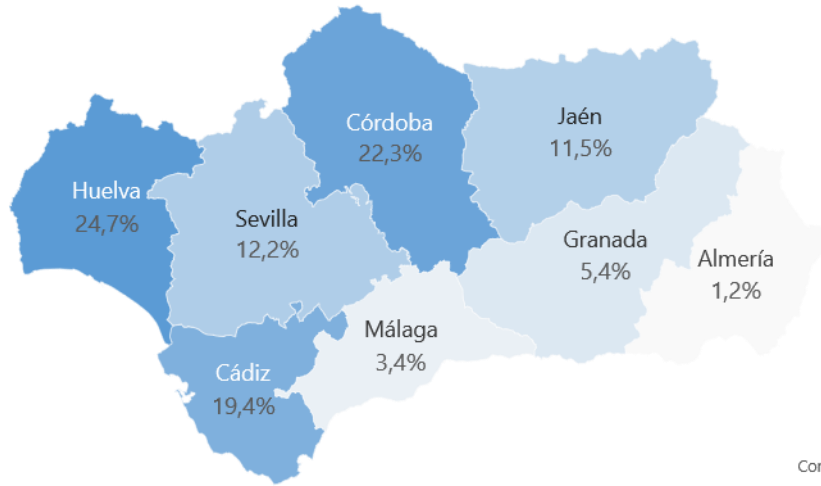 Córdoba
22,3%
Jaén
11,5%
Huelva
24,7%
Sevilla
12,2%
Granada
5,4%
Almería
1,2%
Málaga
3,4%
Cádiz
19,4%